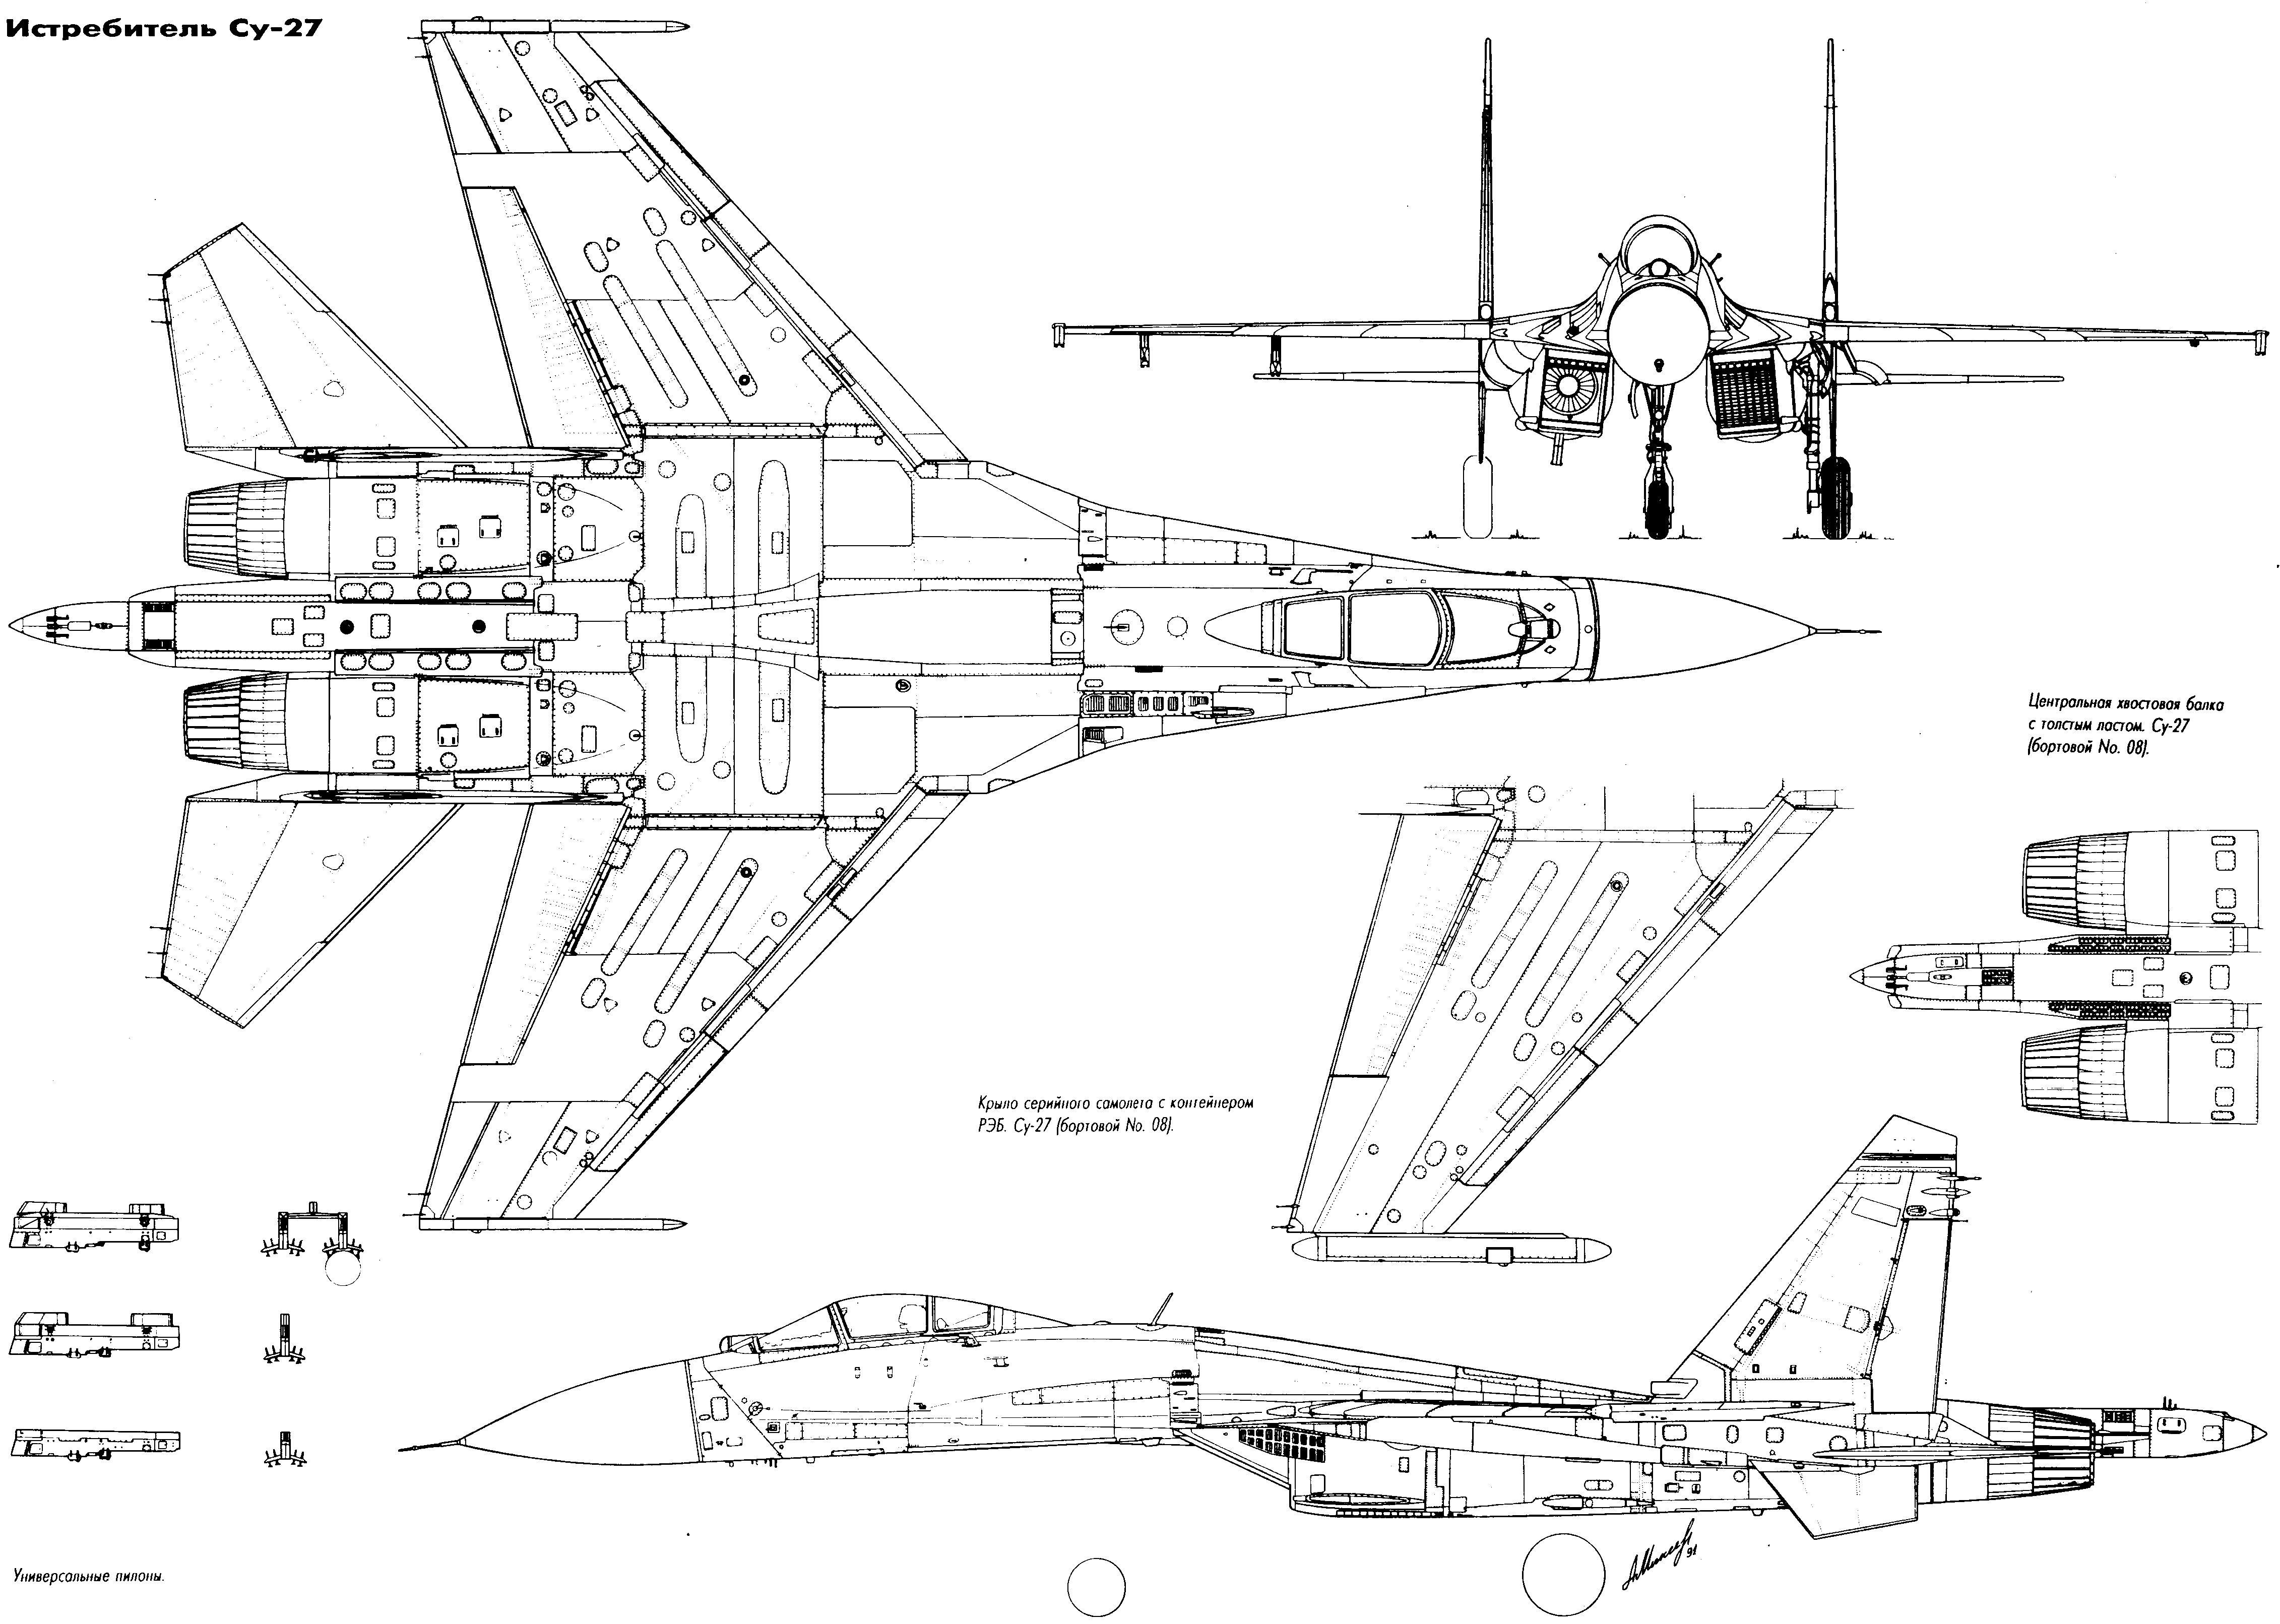 Истребитель Су-27
Центральная хвостовая балка
с толстым ластом. Су-27
(бортовой No. 08).
Крыло серийного самолета с контейнером
РЭБ. Су-27 (бортовой No. 08).
Универсальные пилоны.
91